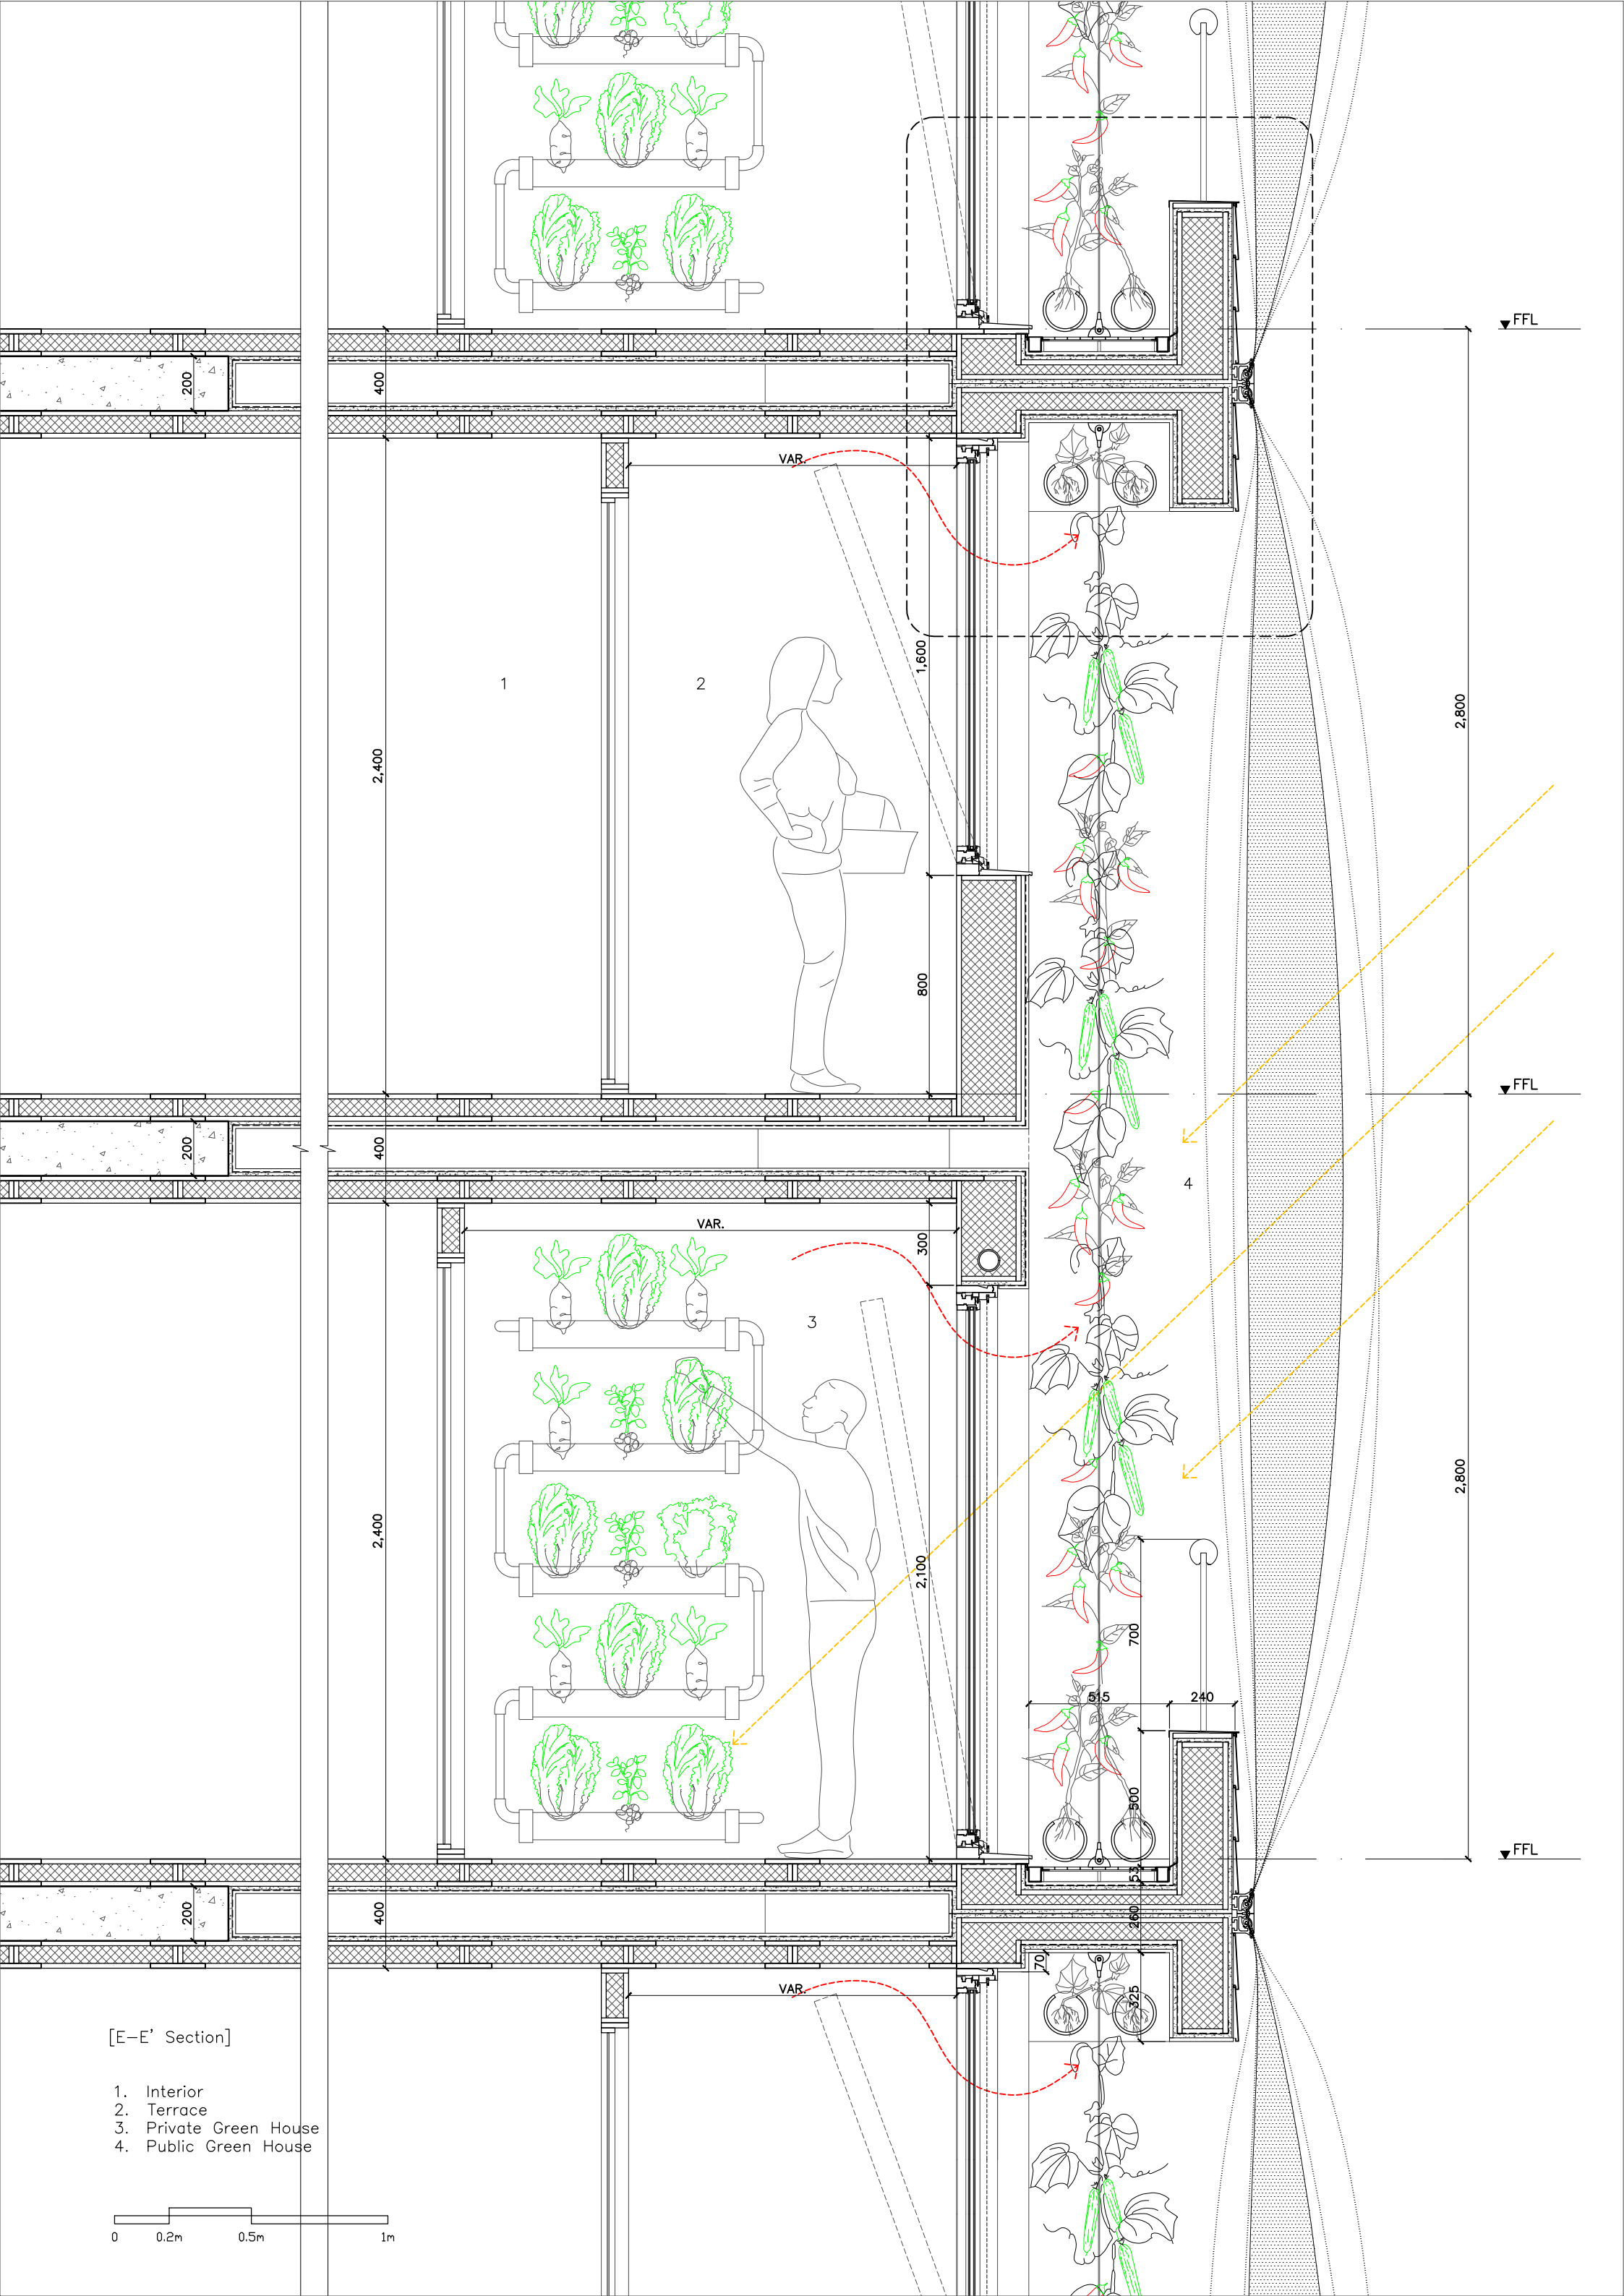 FFL
200
400
VAR.
1,600
1
2
2,800
2,400
800
FFL
200
400
4
VAR.
300
3
2,800
2,400
2,100
700
515
240
500
FFL
53
200
400
260
70
VAR.
325
[E-E' Section]
1. Interior
2. Terrace
3. Private Green House
4. Public Green House
0 0.2m 0.5m 1m